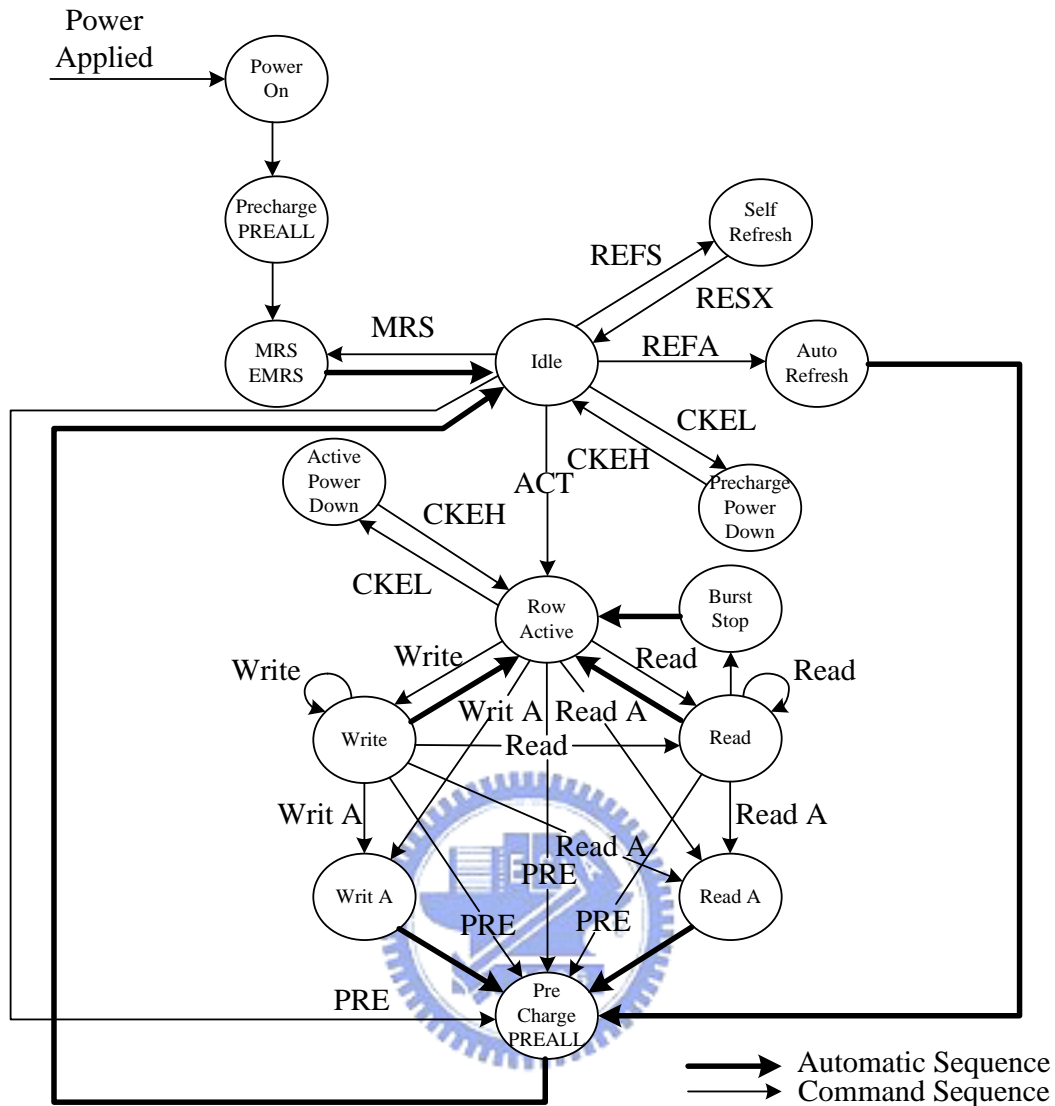 Power
Applied
Power
On
Precharge
PREALL
Self
Refresh
REFS
RESX
MRS
MRS
EMRS
Idle
REFA
Auto
Refresh
CKEL
CKEH
Active
Power
Down
ACT
Precharge
Power
Down
CKEH
CKEL
Row
Active
Burst
Stop
Write
Read
Write
Read
Writ A
Read A
Write
Read
Read
Writ A
Read A
Read A
PRE
Writ A
Read A
PRE
PRE
PRE
Pre
Charge
PREALL
Automatic Sequence
Command Sequence